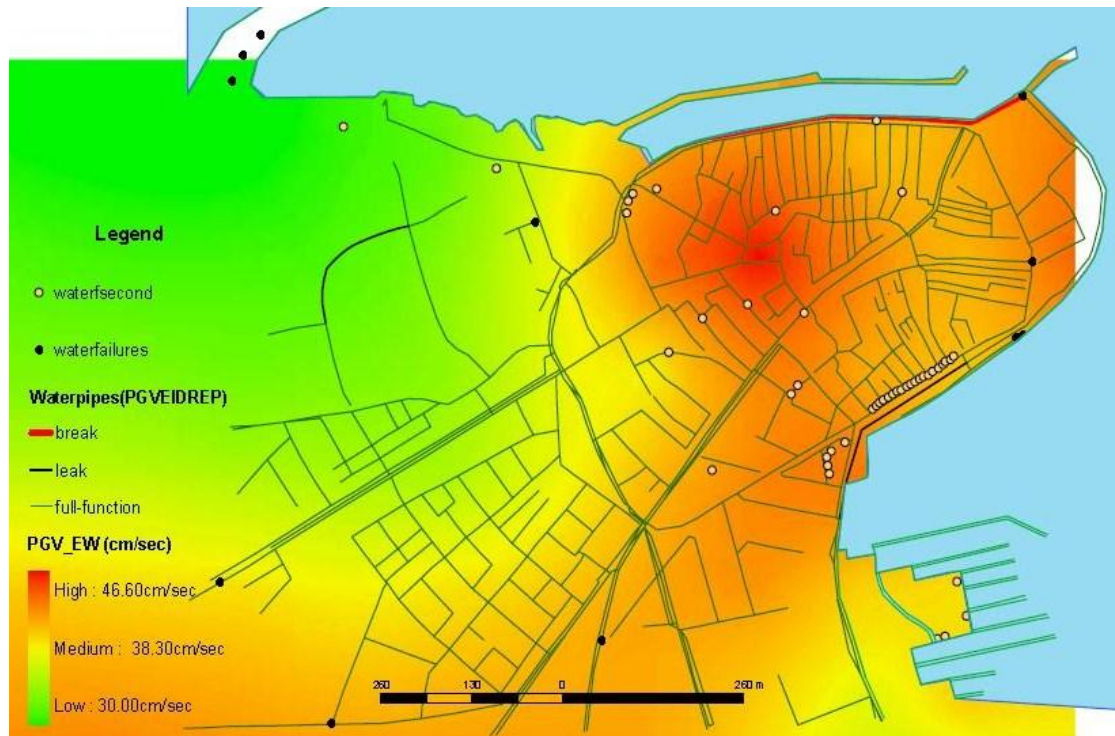 Legend
waterfsecond
waterfailures
Waterpipes(PGVEIDREP)
break
leak
full-function
PGV_EW (cm/sec)
High : 46.60cm/sec
Medium : 38.30cm/sec
Low : 30.00cm/sec
260 130 0 260 m